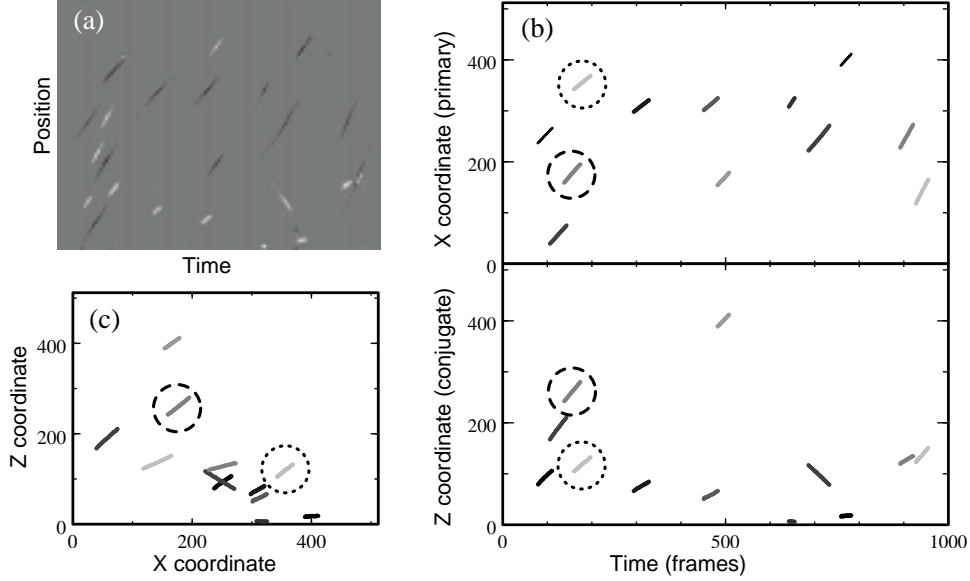 (a)
Position
Time
(b)
X coordinate (primary)
400
200
0
(c)
Z coordinate
400
200
0
0
200
400
X coordinate
Z coordinate (conjugate)
400
200
0
0
500
1000
Time (frames)